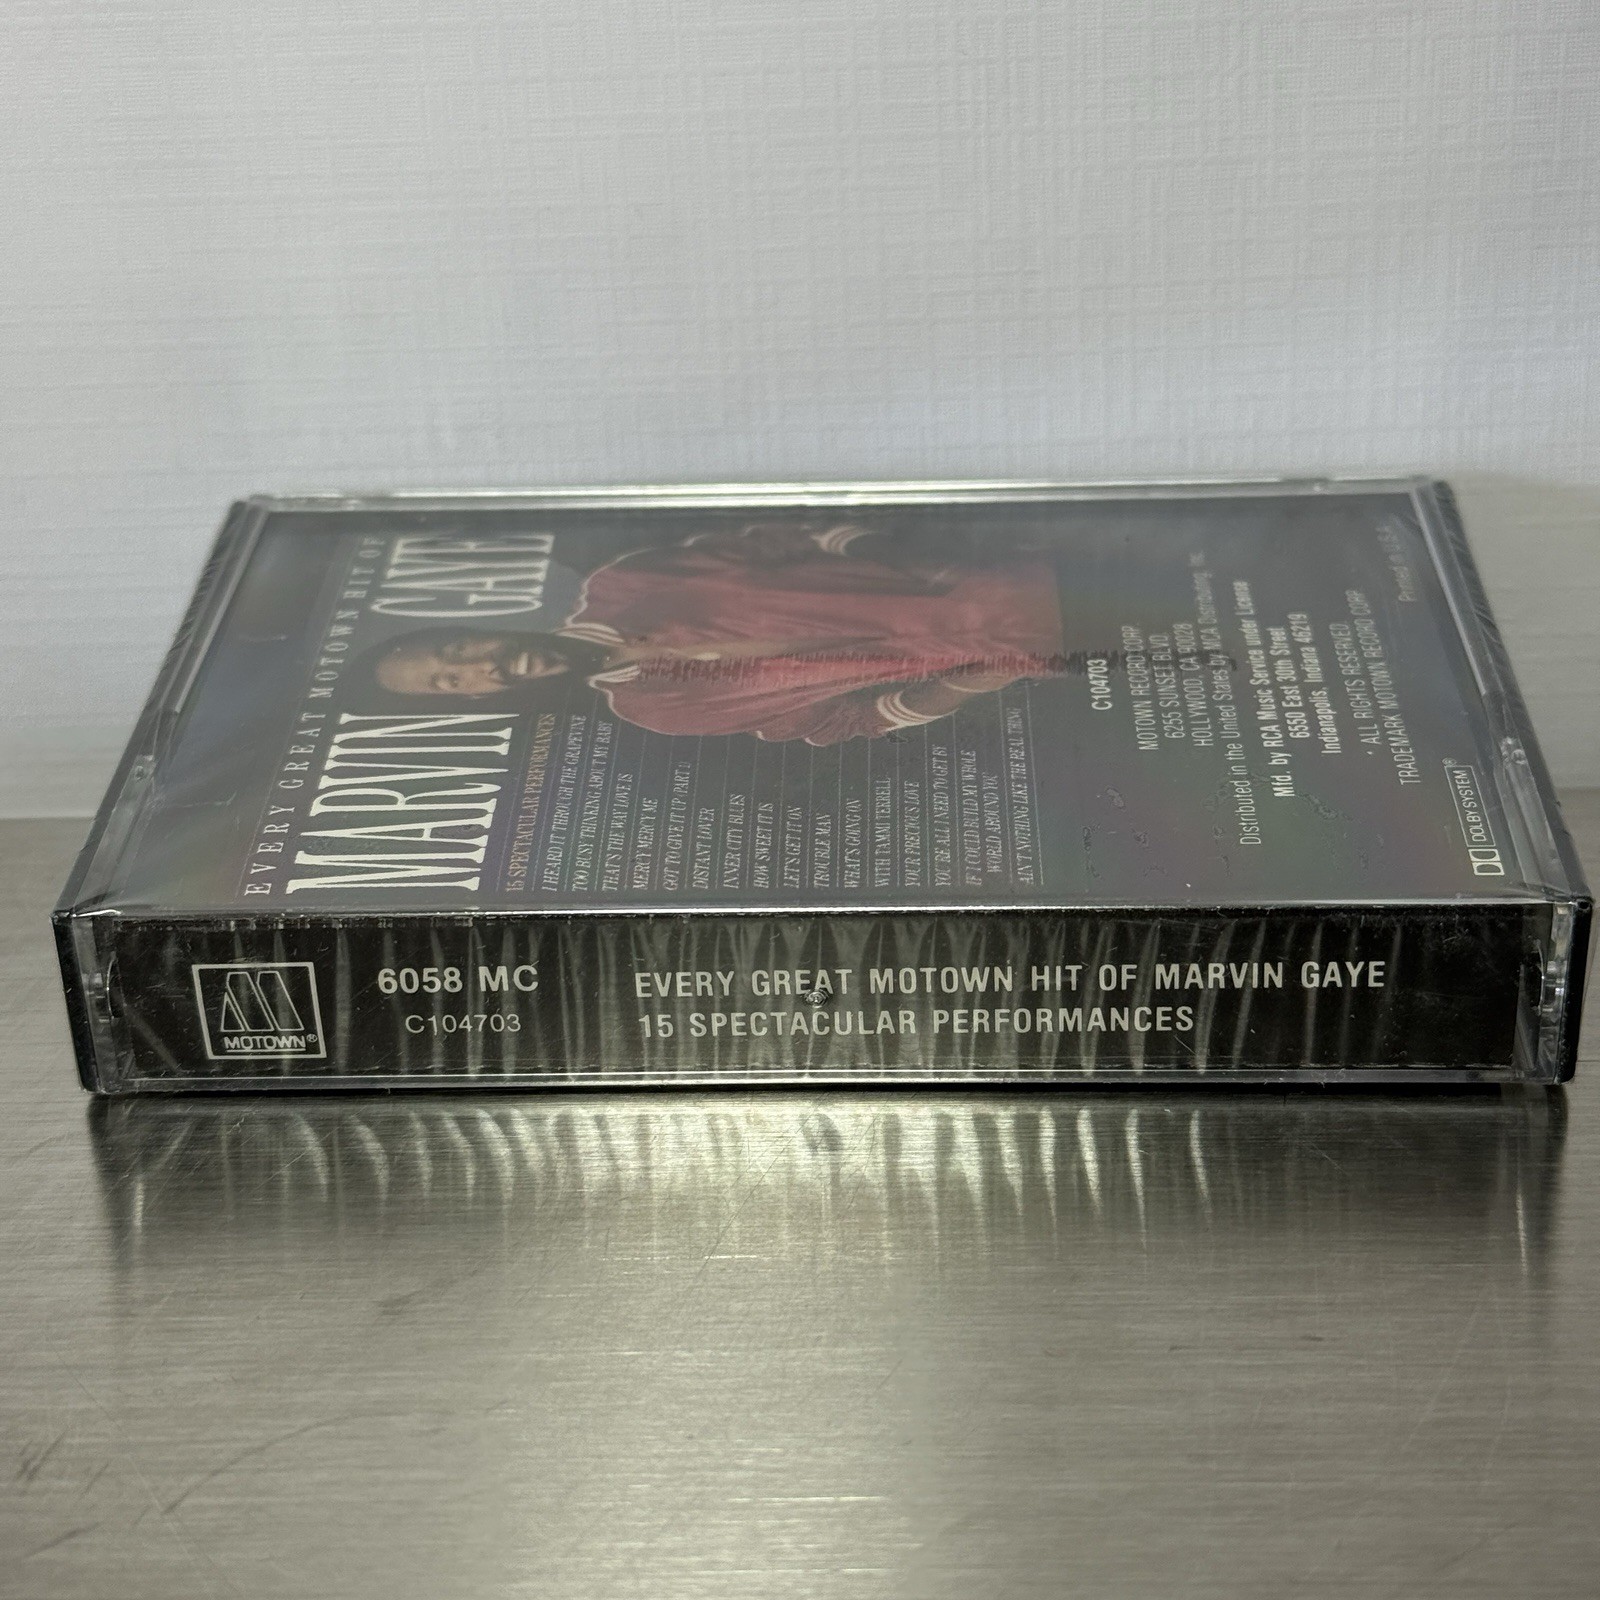 EVERY GREAT MOTOWN HIT OF
MARVIN GAYE
15 SPECTACULAR PERFORMANCES
I HEARD IT THROUGH THE GRAPEVINE
TOO BUSY THINKING ABOUT MY BABY
THAT'S THE WAY LOVE IS
MERCY MERCY ME
GOT TO GIVE IT UP (PART 1)
DISTANT LOVER
INNER CITY BLUES
HOW SWEET IT IS
LET'S GET IT ON
TROUBLE MAN
WHAT'S GOING ON
WITH TAMMI TERRELL
YOUR PRECIOUS LOVE
YOU'RE ALL I NEED TO GET BY
IF I COULD BUILD MY WHOLE
WORLD AROUND YOU
AIN'T NOTHING LIKE THE REAL THING
C104703
MOTOWN RECORD CORP.
6255 SUNSET BLVD.
HOLLYWOOD, CA 90028
Distributed in the United States by MCA Distributing, Inc.
Mfd. by RCA Music Service under License
6550 East 30th Street
Indianapolis, Indiana 46219
ALL RIGHTS RESERVED.
TRADEMARK MOTOWN RECORD CORP.
Printed in U.S.A.
DOLBY SYSTEM®
MOTOWN®
6058 MC
C104703
EVERY GREAT MOTOWN HIT OF MARVIN GAYE
15 SPECTACULAR PERFORMANCES